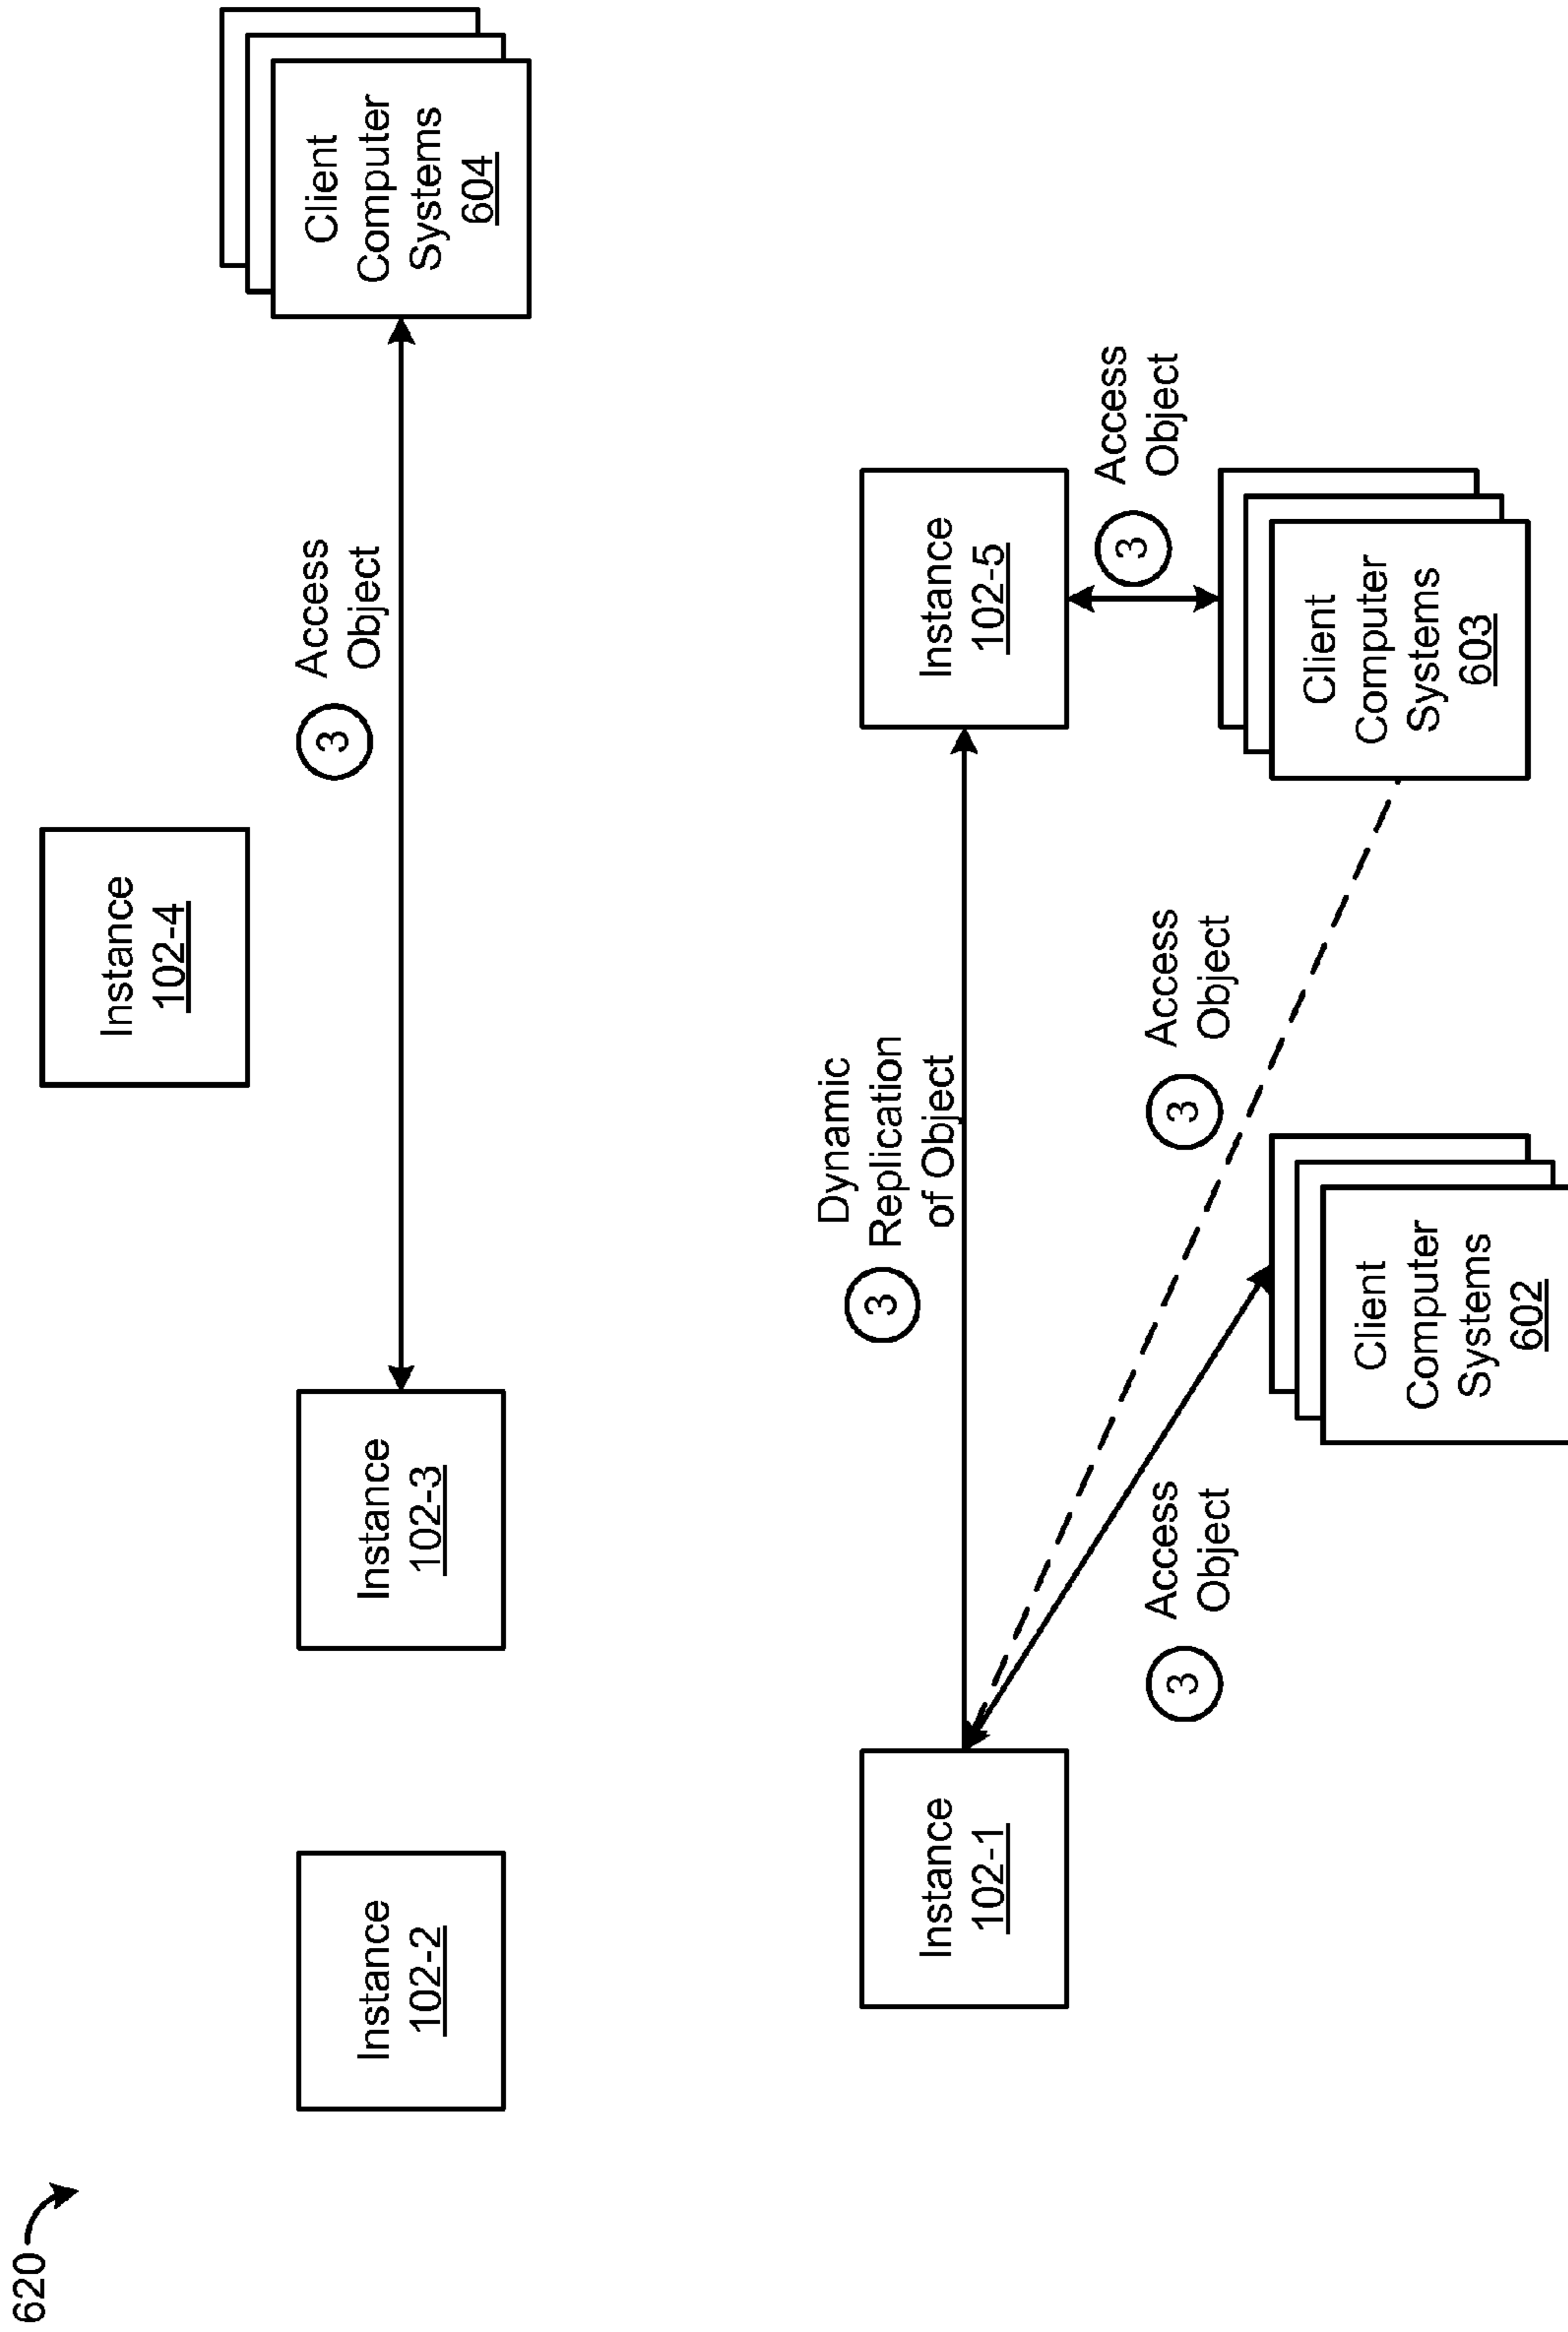 620
Instance
102-4
Client
Computer
Systems
604
3
Access
Object
Instance
102-2
Instance
102-3
3
Dynamic
Replication
of Object
Instance
102-1
Instance
102-5
3
Access
Object
3
Access
Object
3
Access
Object
Client
Computer
Systems
602
Client
Computer
Systems
603